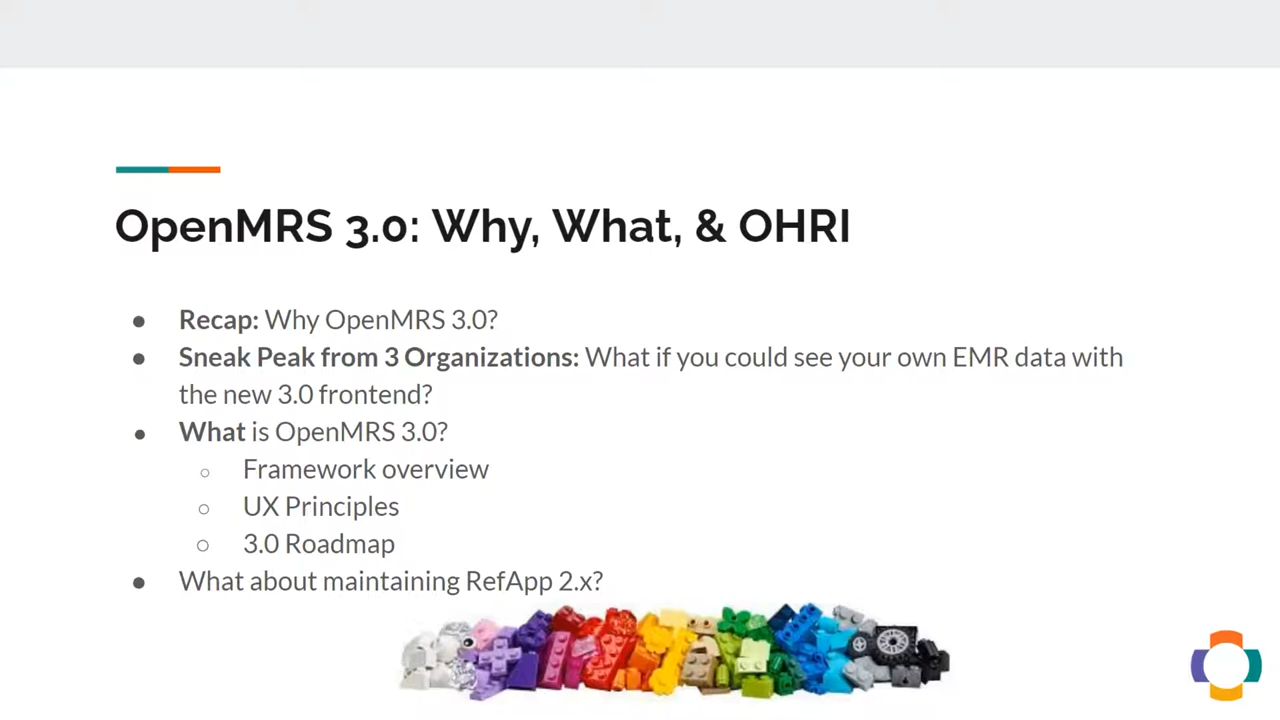 OpenMRS 3.0: Why, What, & OHRI
● Recap: Why OpenMRS 3.0?
● Sneak Peak from 3 Organizations: What if you could see your own EMR data with
the new 3.0 frontend?
● What is OpenMRS 3.0?
○ Framework overview
○ UX Principles
○ 3.0 Roadmap
● What about maintaining RefApp 2.x?